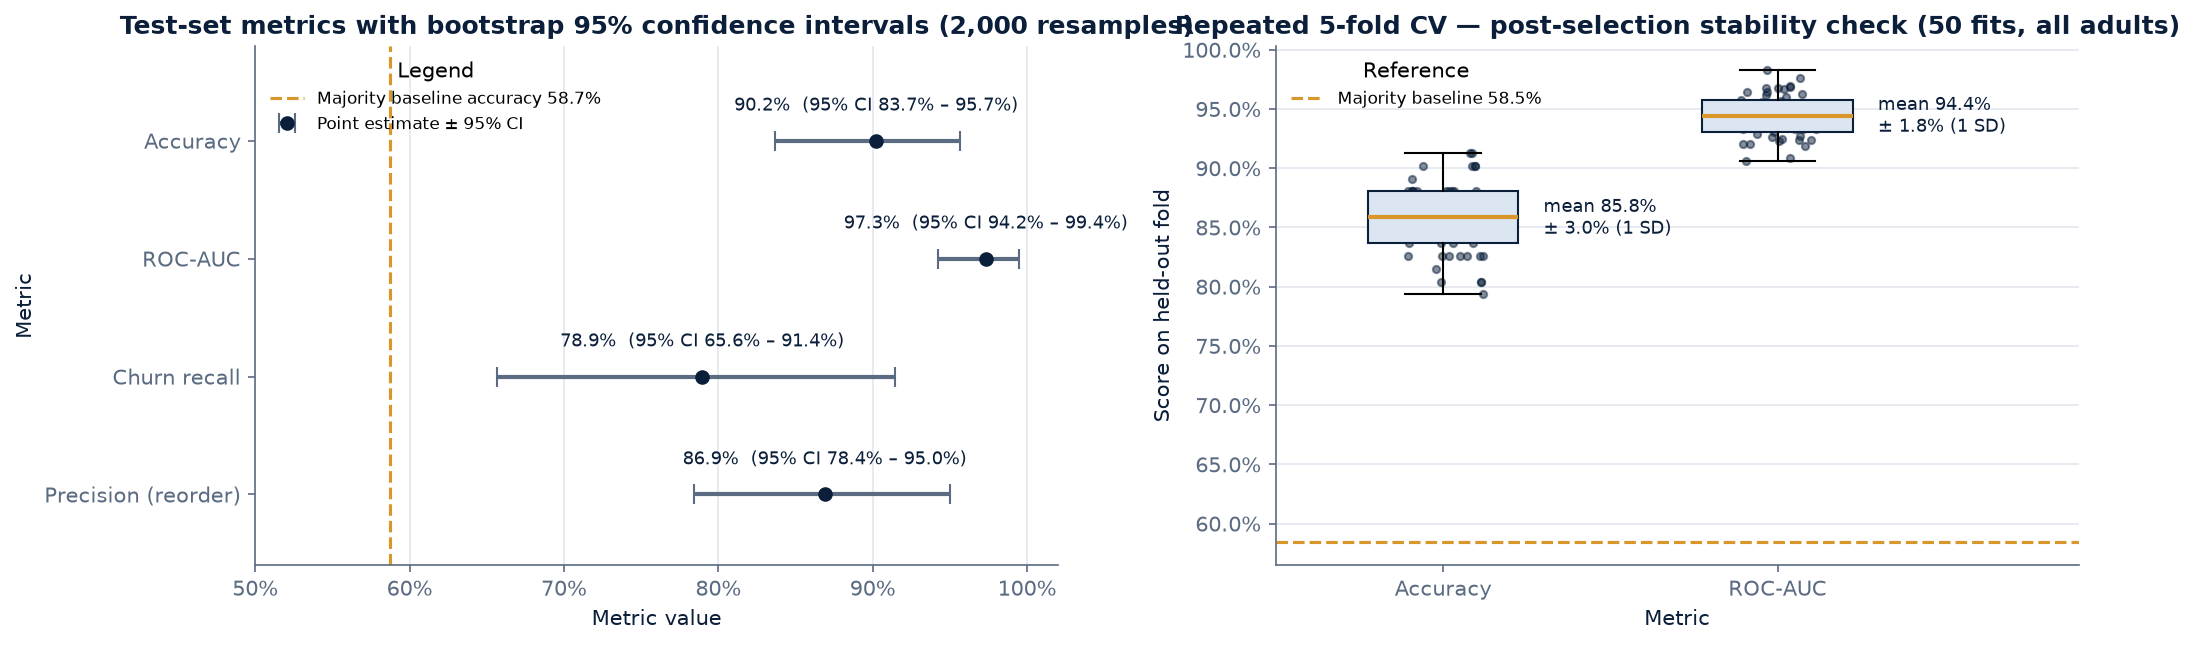 Test-set metrics with bootstrap 95% confidence intervals (2,000 resamples)
Legend
Majority baseline accuracy 58.7%
Point estimate ± 95% CI
Metric
Accuracy
90.2%  (95% CI 83.7% – 95.7%)
ROC-AUC
97.3%  (95% CI 94.2% – 99.4%)
Churn recall
78.9%  (95% CI 65.6% – 91.4%)
Precision (reorder)
86.9%  (95% CI 78.4% – 95.0%)
50%
60%
70%
80%
90%
100%
Metric value
Repeated 5-fold CV — post-selection stability check (50 fits, all adults)
Reference
Majority baseline 58.5%
Score on held-out fold
100.0%
95.0%
90.0%
85.0%
80.0%
75.0%
70.0%
65.0%
60.0%
mean 85.8%
± 3.0% (1 SD)
mean 94.4%
± 1.8% (1 SD)
Accuracy
ROC-AUC
Metric